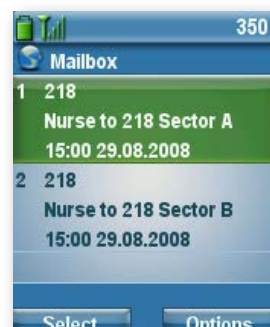 350
Mailbox
1 218
Nurse to 218 Sector A
15:00 29.08.2008
2 218
Nurse to 218 Sector B
15:00 29.08.2008
Select Options